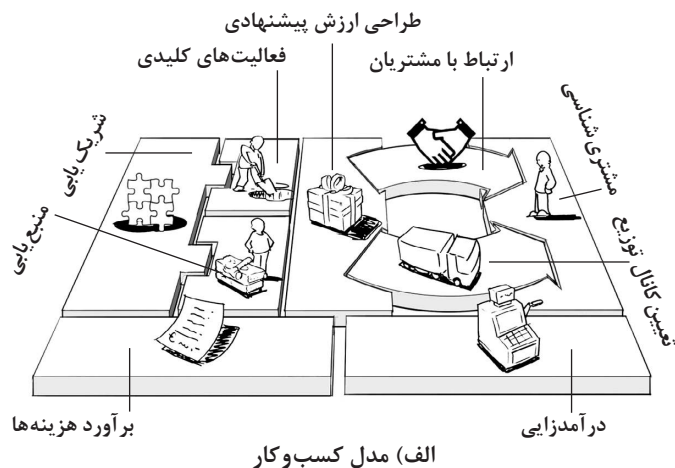 طراحی ارزش پیشنهادی
فعالیت‌های کلیدی
ارتباط با مشتریان
مشتری شناسی
شریک‌یابی
منبع‌یابی
تعیین کانال توزیع
درآمدزایی
برآورد هزینه‌ها
الف) مدل کسب‌وکار